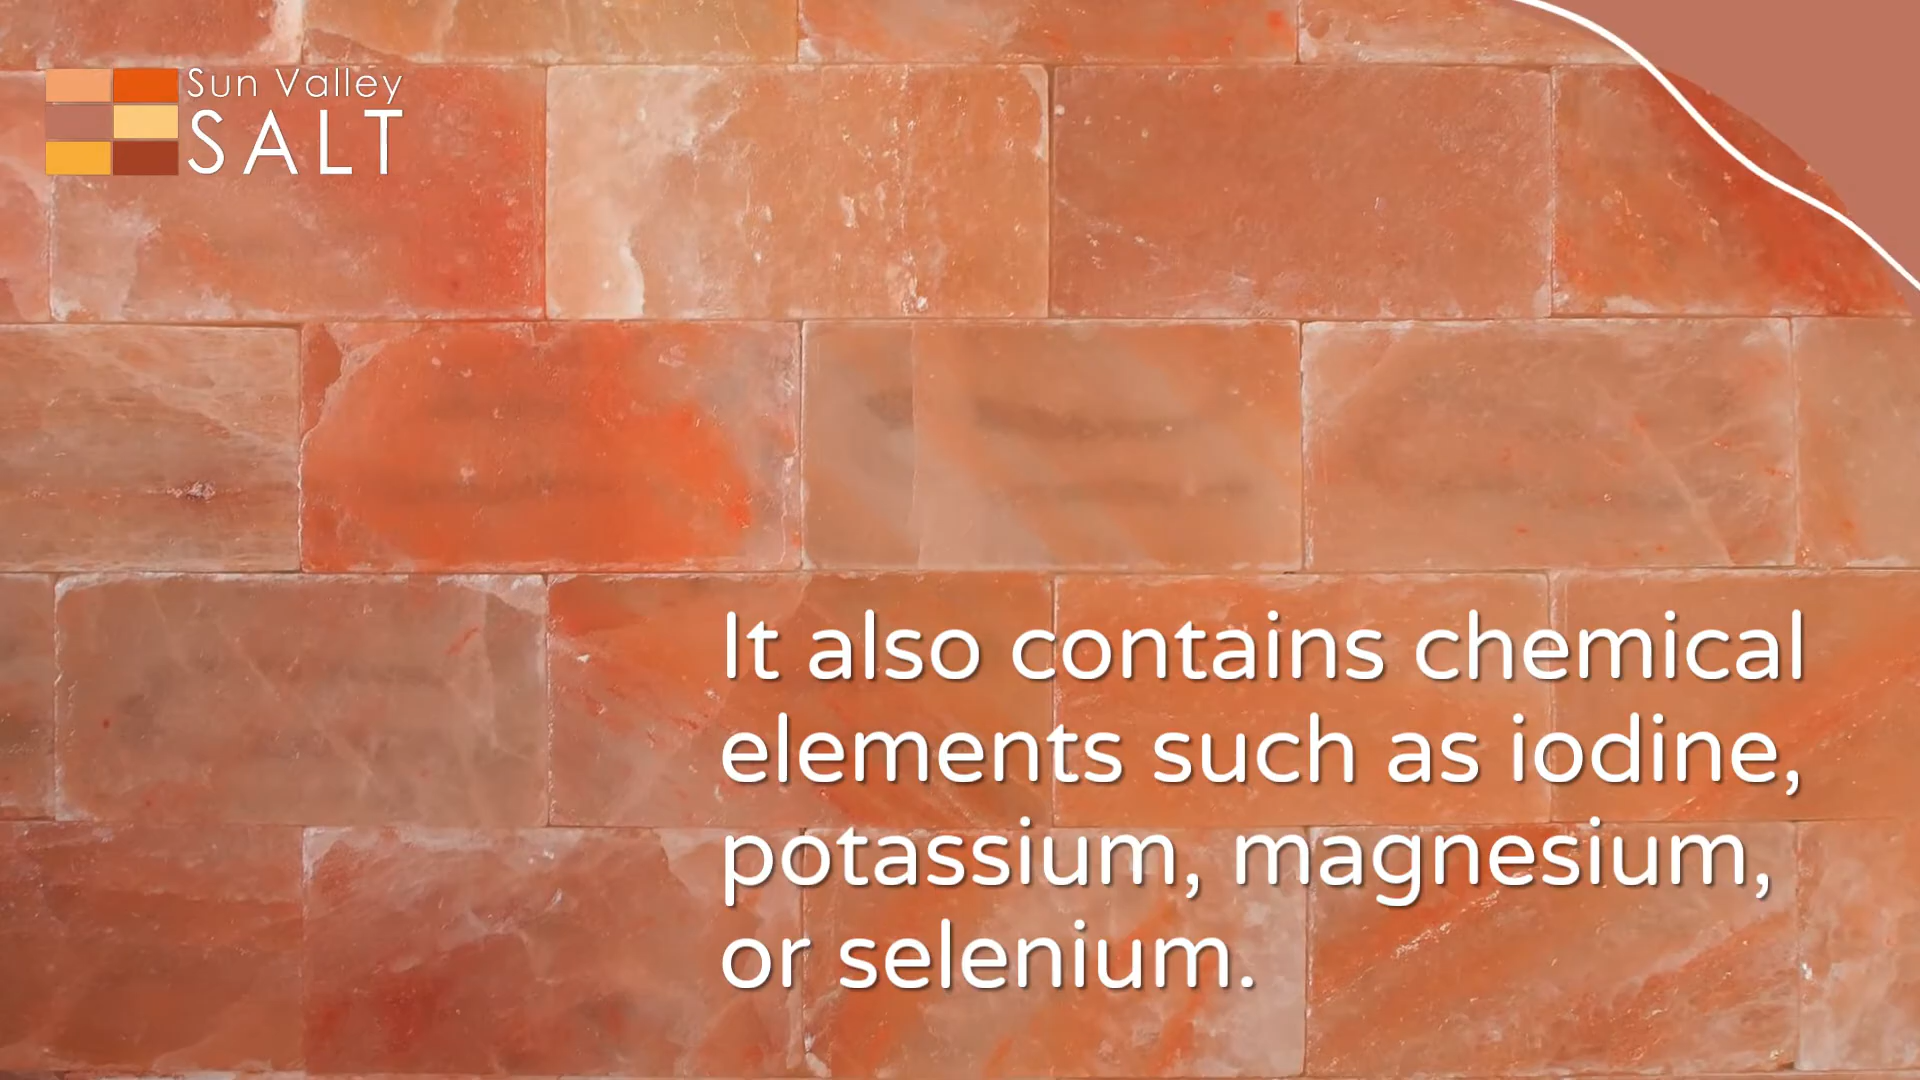 Sun Valley
SALT
It also contains chemical
elements such as iodine,
potassium, magnesium,
or selenium.